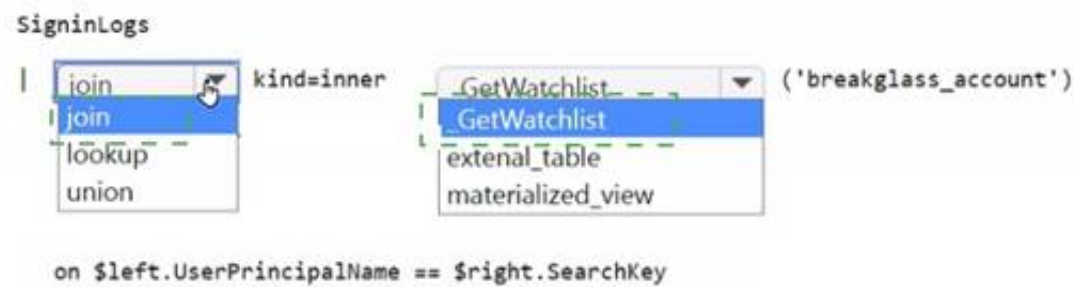 SigninLogs
| join kind=inner _GetWatchlist ('breakglass_account')
join _GetWatchlist
lookup extenal_table
union materialized_view
on $left.UserPrincipalName == $right.SearchKey